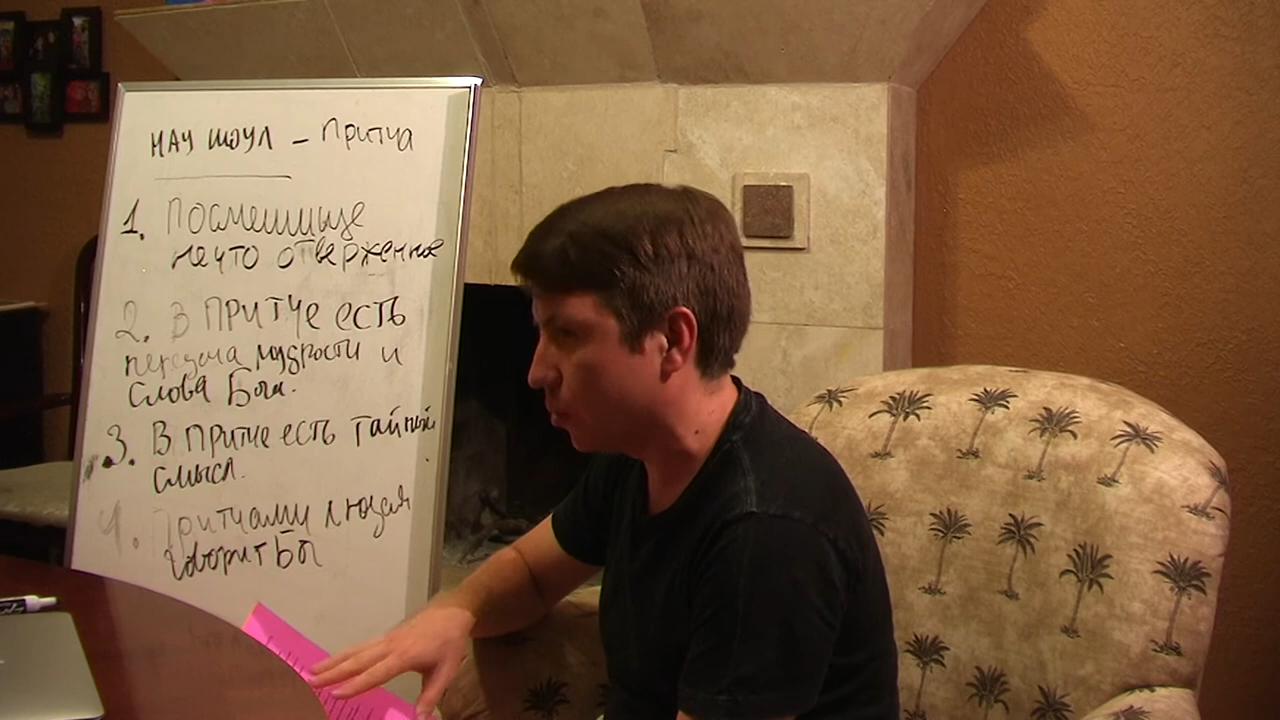 МАУ ШОУЛ - Притча
1. Посмешище
нечто отверженное
2. В притче есть
передача мудрости и
Слова Бога.
3. В притче есть тайный
смысл.
4. Притчами людям
говорит Бог